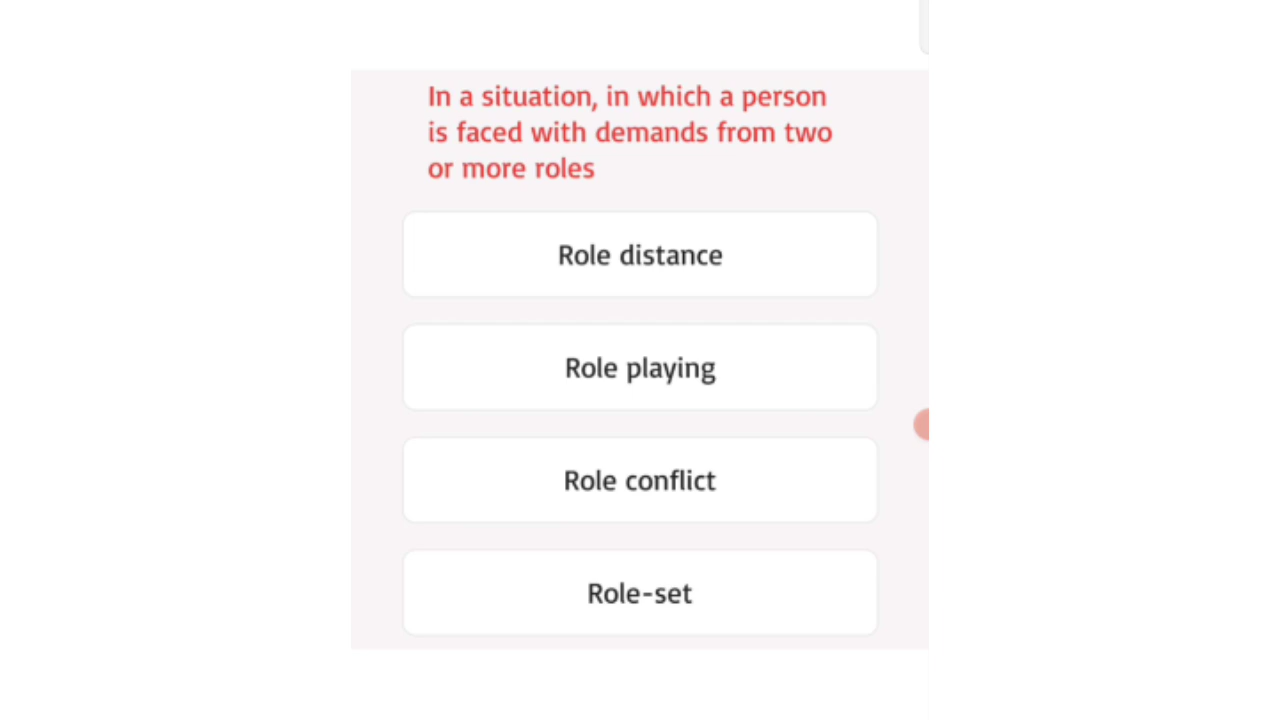 In a situation, in which a person
is faced with demands from two
or more roles
Role distance
Role playing
Role conflict
Role-set